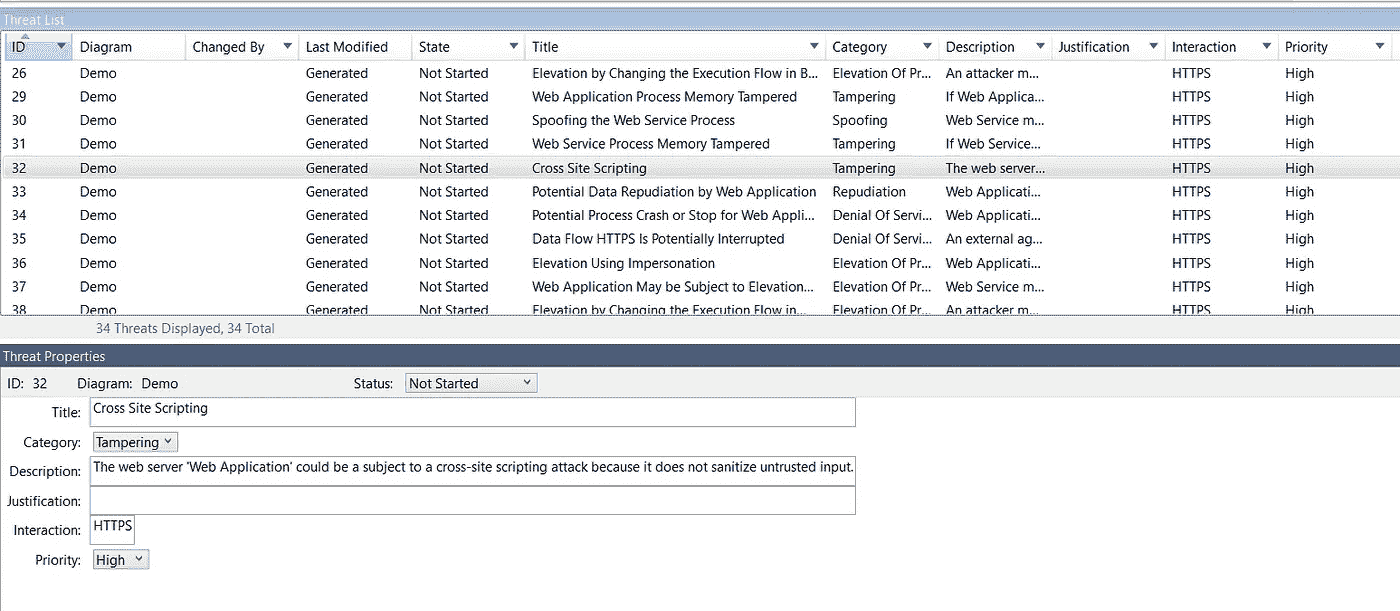 Threat List
ID Diagram Changed By Last Modified State Title Category Description Justification Interaction Priority
26 Demo Generated Not Started Elevation by Changing the Execution Flow in B... Elevation Of Pr... An attacker m... HTTPS High
29 Demo Generated Not Started Web Application Process Memory Tampered Tampering If Web Applica... HTTPS High
30 Demo Generated Not Started Spoofing the Web Service Process Spoofing Web Service m... HTTPS High
31 Demo Generated Not Started Web Service Process Memory Tampered Tampering If Web Service... HTTPS High
32 Demo Generated Not Started Cross Site Scripting Tampering The web server... HTTPS High
33 Demo Generated Not Started Potential Data Repudiation by Web Application Repudiation Web Applicati... HTTPS High
34 Demo Generated Not Started Potential Process Crash or Stop for Web Appli... Denial Of Servi... Web Applicati... HTTPS High
35 Demo Generated Not Started Data Flow HTTPS Is Potentially Interrupted Denial Of Servi... An external ag... HTTPS High
36 Demo Generated Not Started Elevation Using Impersonation Elevation Of Pr... Web Applicati... HTTPS High
37 Demo Generated Not Started Web Application May be Subject to Elevation... Elevation Of Pr... Web Service m... HTTPS High
38 Demo Generated Not Started Elevation by Changing the Execution Flow in... Elevation Of Pr... An attacker m... HTTPS High
34 Threats Displayed, 34 Total
Threat Properties
ID: 32 Diagram: Demo Status: Not Started
Title: Cross Site Scripting
Category: Tampering
Description: The web server 'Web Application' could be a subject to a cross-site scripting attack because it does not sanitize untrusted input.
Justification:
Interaction: HTTPS
Priority: High